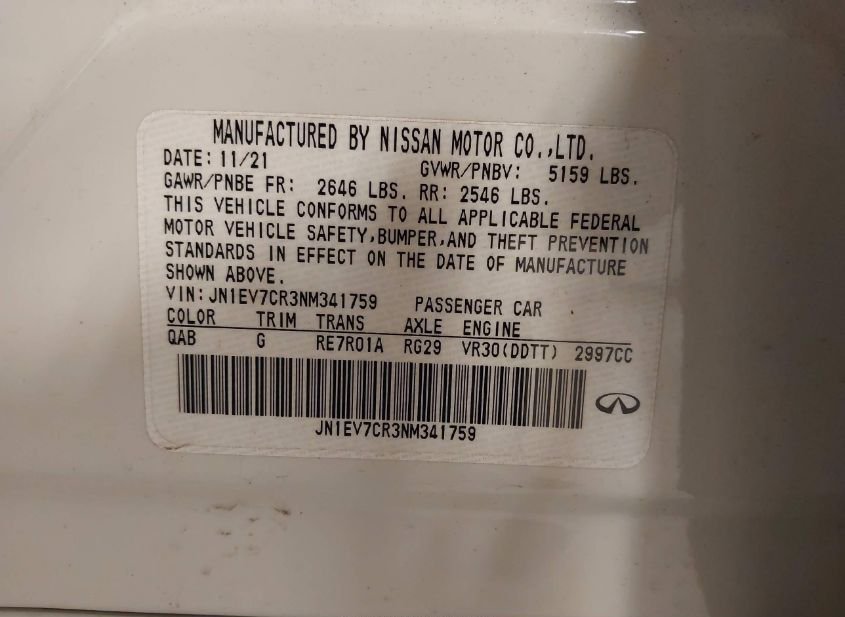 MANUFACTURED BY NISSAN MOTOR CO.,LTD.
DATE: 11/21 GVWR/PNBV: 5159 LBS.
GAWR/PNBE FR: 2646 LBS. RR: 2546 LBS.
THIS VEHICLE CONFORMS TO ALL APPLICABLE FEDERAL
MOTOR VEHICLE SAFETY,BUMPER,AND THEFT PREVENTION
STANDARDS IN EFFECT ON THE DATE OF MANUFACTURE
SHOWN ABOVE.
VIN: JN1EV7CR3NM341759 PASSENGER CAR
COLOR TRIM TRANS AXLE ENGINE
QAB G RE7R01A RG29 VR30(DDTT) 2997CC
JN1EV7CR3NM341759